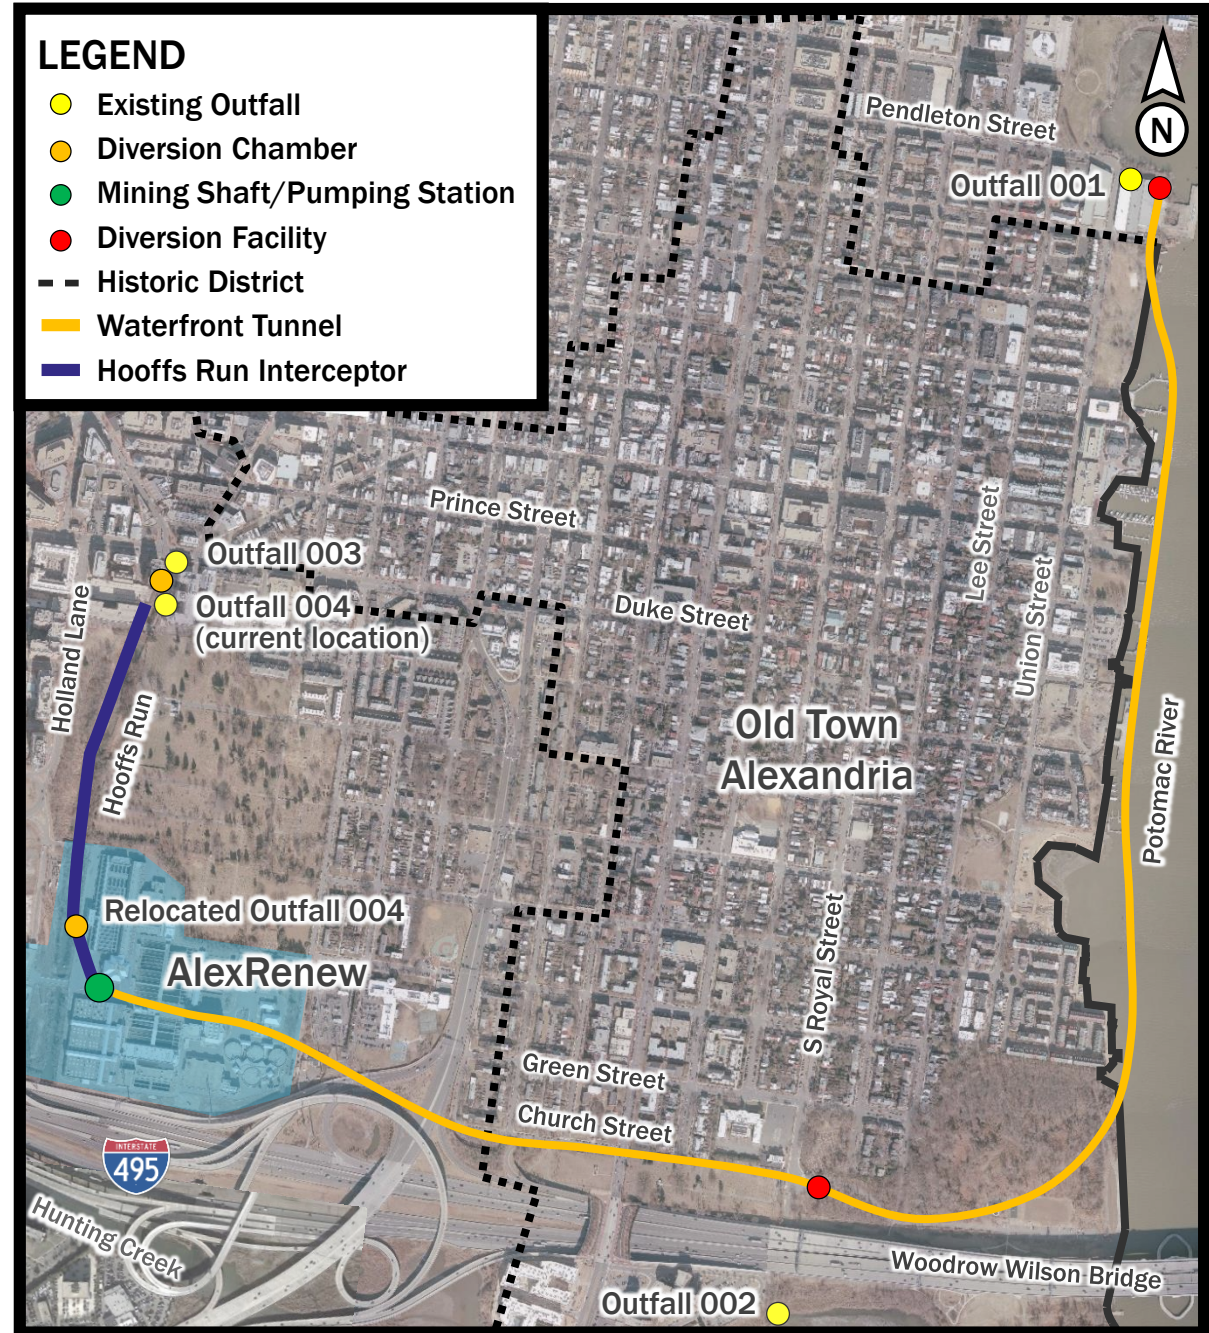 LEGEND
Existing Outfall
Diversion Chamber
Mining Shaft/Pumping Station
Diversion Facility
Historic District
Waterfront Tunnel
Hooffs Run Interceptor
N
Pendleton Street
Outfall 001
Prince Street
Lee Street
Outfall 003
Union Street
Outfall 004
(current location)
Duke Street
Holland Lane
Hooffs Run
Old Town
Alexandria
Potomac River
Relocated Outfall 004
AlexRenew
S Royal Street
Green Street
Church Street
INTERSTATE
495
Hunting Creek
Woodrow Wilson Bridge
Outfall 002